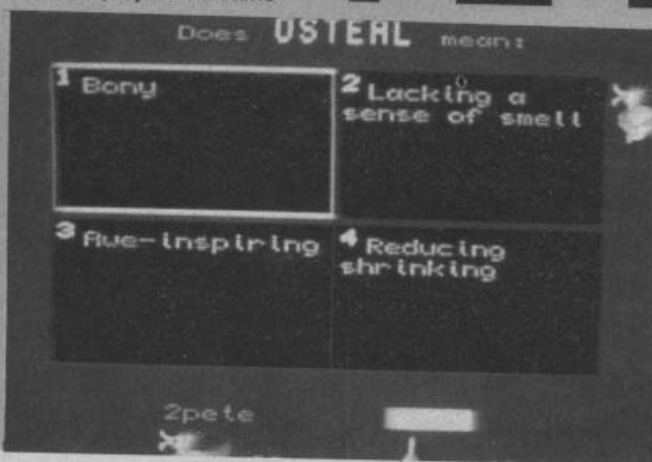 Does OSTEAL mean:
1 Bony
2 Lacking a
sense of smell
3 Awe-inspiring
4 Reducing
shrinking
2pete